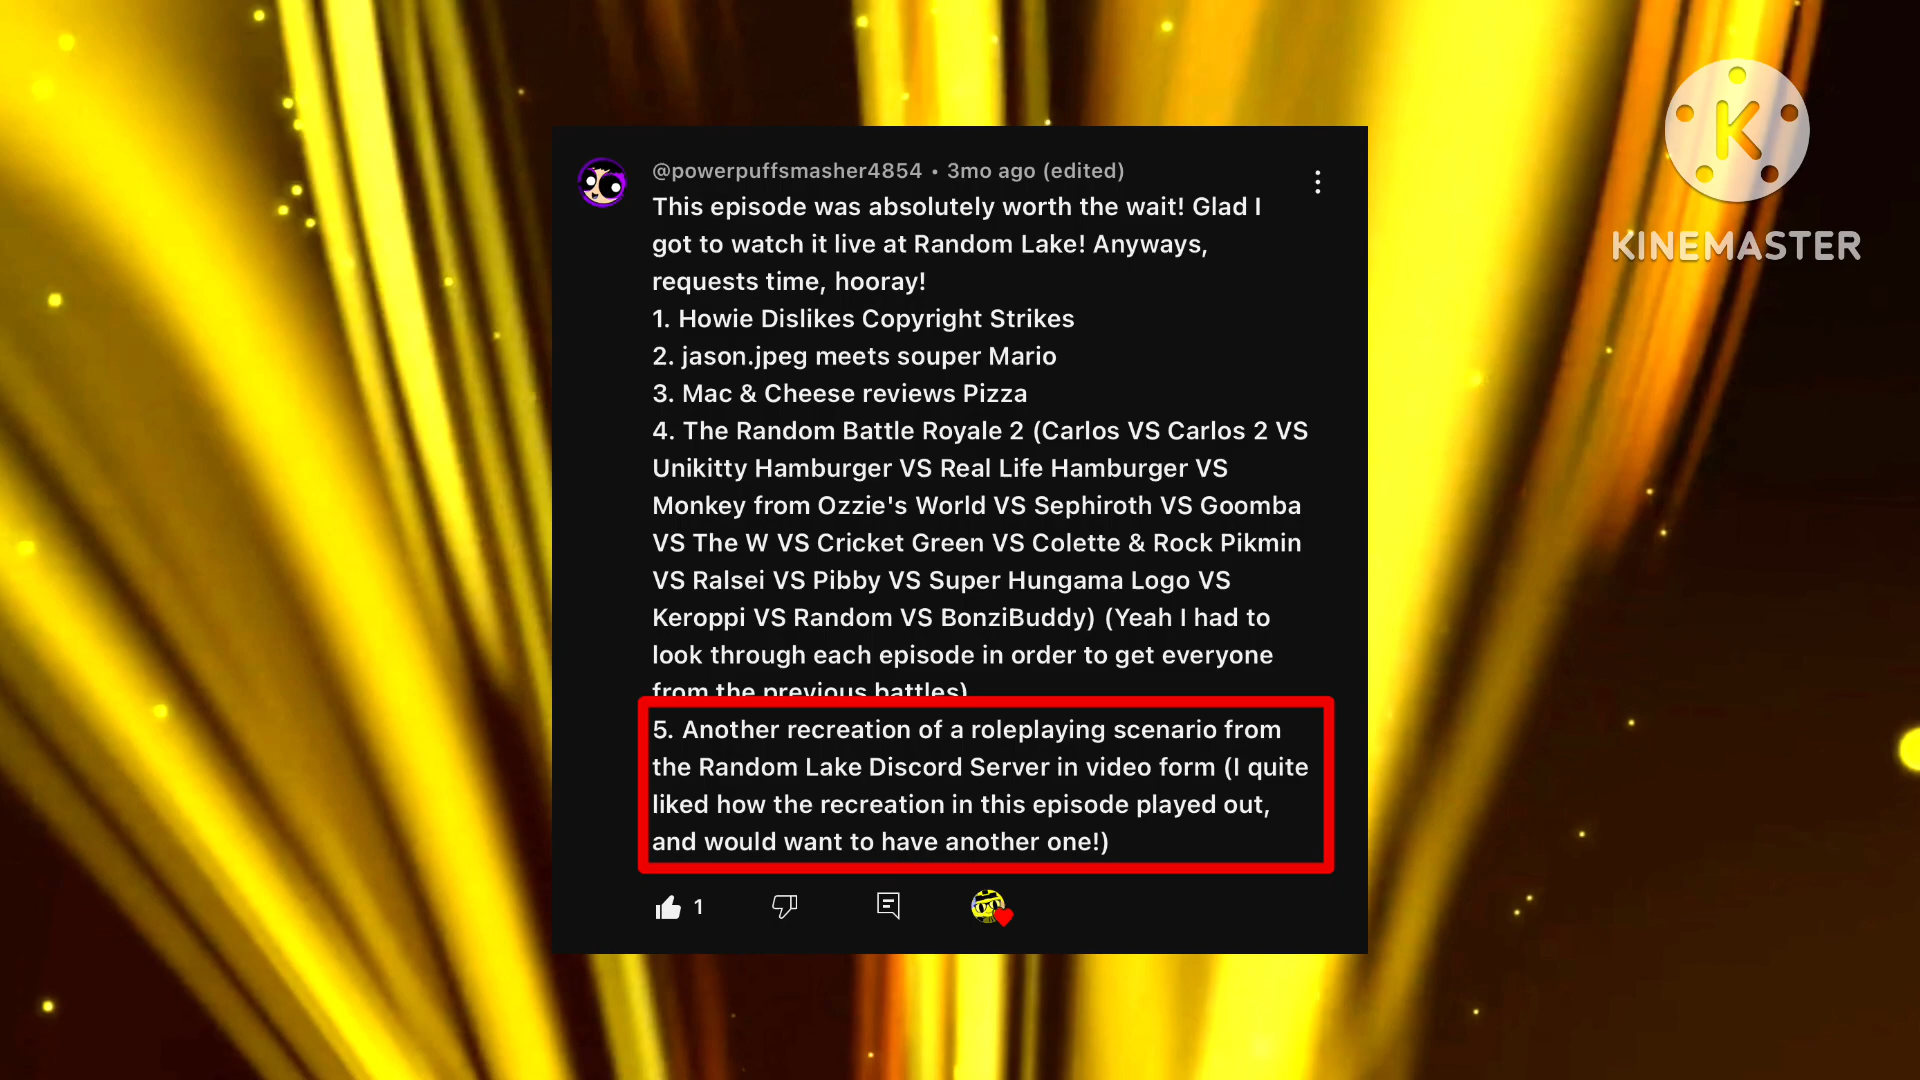 @powerpuffsmasher4854 • 3mo ago (edited)
This episode was absolutely worth the wait! Glad I
got to watch it live at Random Lake! Anyways,
requests time, hooray!
1. Howie Dislikes Copyright Strikes
2. jason.jpeg meets souper Mario
3. Mac & Cheese reviews Pizza
4. The Random Battle Royale 2 (Carlos VS Carlos 2 VS
Unikitty Hamburger VS Real Life Hamburger VS
Monkey from Ozzie's World VS Sephiroth VS Goomba
VS The W VS Cricket Green VS Colette & Rock Pikmin
VS Ralsei VS Pibby VS Super Hungama Logo VS
Keroppi VS Random VS BonziBuddy) (Yeah I had to
look through each episode in order to get everyone
from the previous battles)
5. Another recreation of a roleplaying scenario from
the Random Lake Discord Server in video form (I quite
liked how the recreation in this episode played out,
and would want to have another one!)
1
K
KINEMASTER